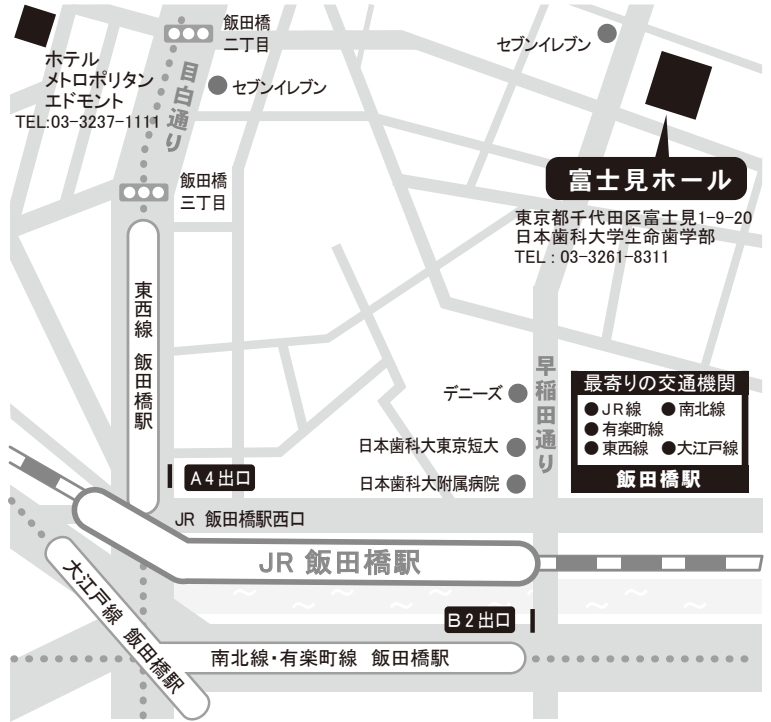 飯田橋
二丁目
セブンイレブン
ホテル
メトロポリタン
エドモント
TEL:03-3237-1111
目白通り
セブンイレブン
富士見ホール
東京都千代田区富士見1-9-20
日本歯科大学生命歯学部
TEL : 03-3261-8311
飯田橋
三丁目
東西線 飯田橋駅
早稲田通り
デニーズ
日本歯科大東京短大
日本歯科大附属病院
最寄りの交通機関
●JR線 ●南北線
●有楽町線
●東西線 ●大江戸線
飯田橋駅
A4出口
JR 飯田橋駅西口
JR 飯田橋駅
大江戸線 飯田橋駅
B2出口
南北線・有楽町線 飯田橋駅